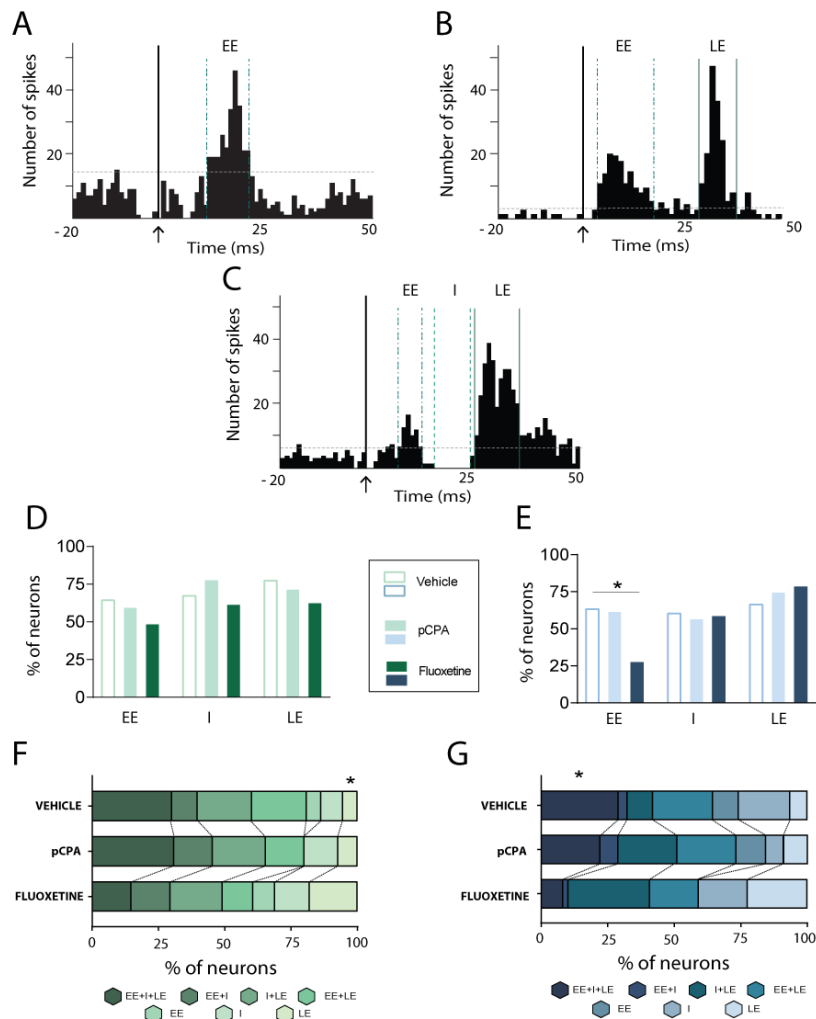 A
B
EE
EE
LE
Number of spikes
Number of spikes
40
20
40
20
- 20
25
50
- 20
25
50
Time (ms)
Time (ms)
C
EE
I
LE
Number of spikes
40
20
- 20
25
50
Time (ms)
D
E
% of neurons
100
75
50
25
0
EE
I
LE
Vehicle
pCPA
Fluoxetine
% of neurons
100
75
50
25
0
*
EE
I
LE
F
G
*
*
VEHICLE
pCPA
FLUOXETINE
0
25
50
75
100
% of neurons
EE+I+LE
EE+I
I+LE
EE+LE
EE
I
LE
VEHICLE
pCPA
FLUOXETINE
0
25
50
75
100
% of neurons
EE+I+LE
EE+I
I+LE
EE+LE
EE
I
LE